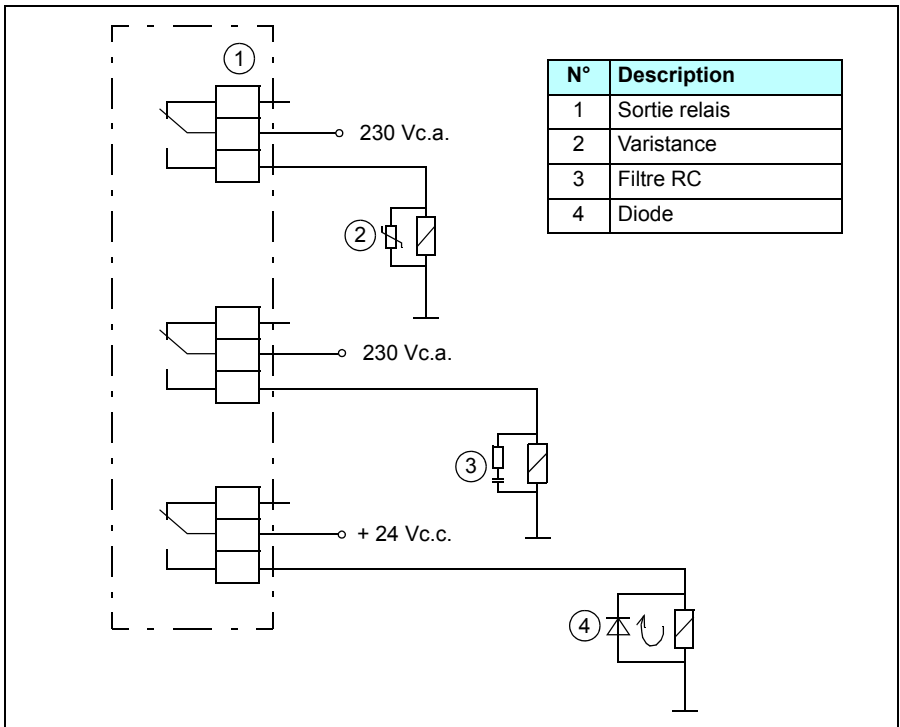 1
N° Description
1 Sortie relais
2 Varistance
3 Filtre RC
4 Diode
230 Vc.a.
2
230 Vc.a.
3
+ 24 Vc.c.
4